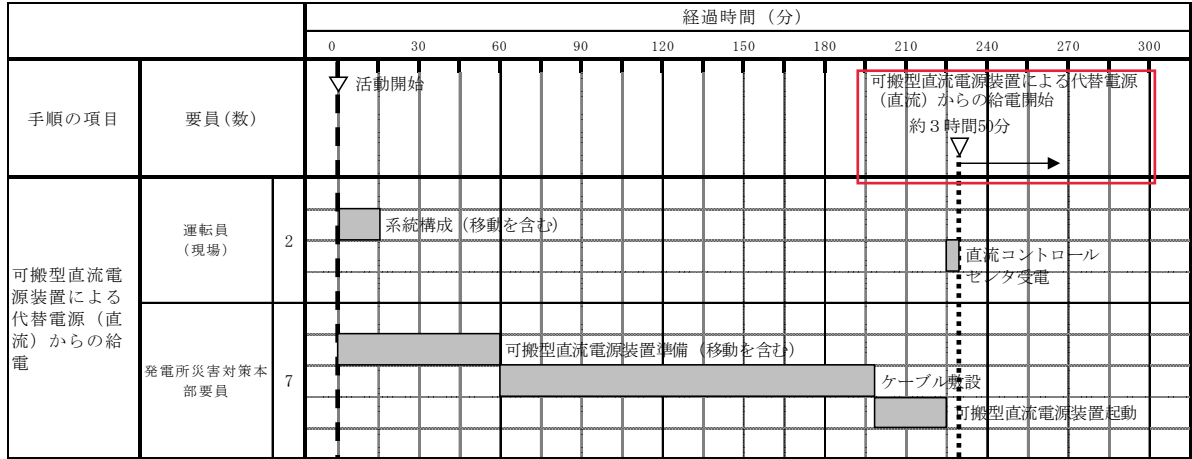 経過時間（分）
0 30 60 90 120 150 180 210 240 270 300
手順の項目
要員(数)
活動開始
可搬型直流電源装置による代替電源
（直流）からの給電開始
約３時間50分
可搬型直流電
源装置による
代替電源（直
流）からの給
電
運転員
（現場）
2
系統構成（移動を含む）
直流コントロール
センタ受電
発電所災害対策本
部要員
7
可搬型直流電源装置準備（移動を含む）
ケーブル敷設
可搬型直流電源装置起動